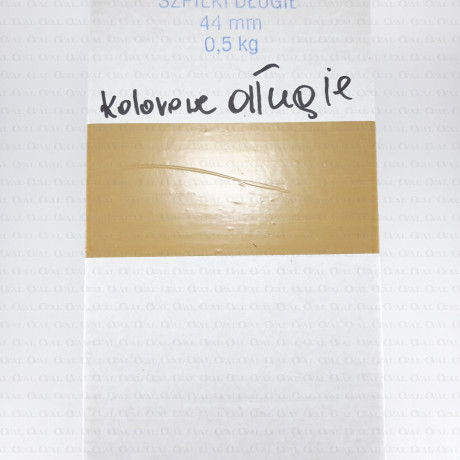 SZPILKI DŁUGIE
44 mm
0,5 kg
kolorowe długie